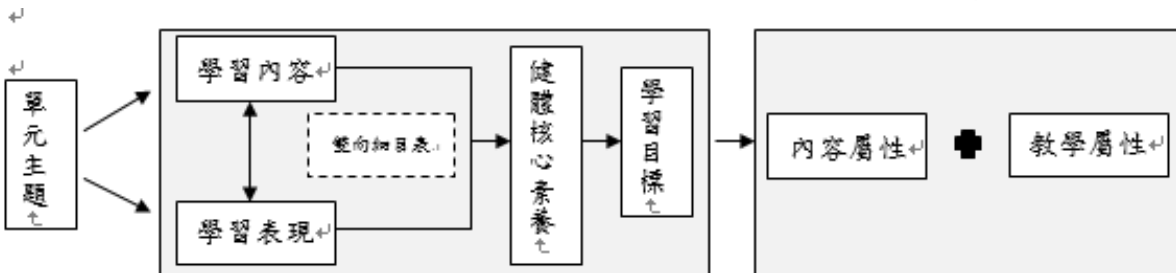 單元主題
學習內容
雙向細目表
學習表現
健體核心素養
學習目標
內容屬性
教學屬性